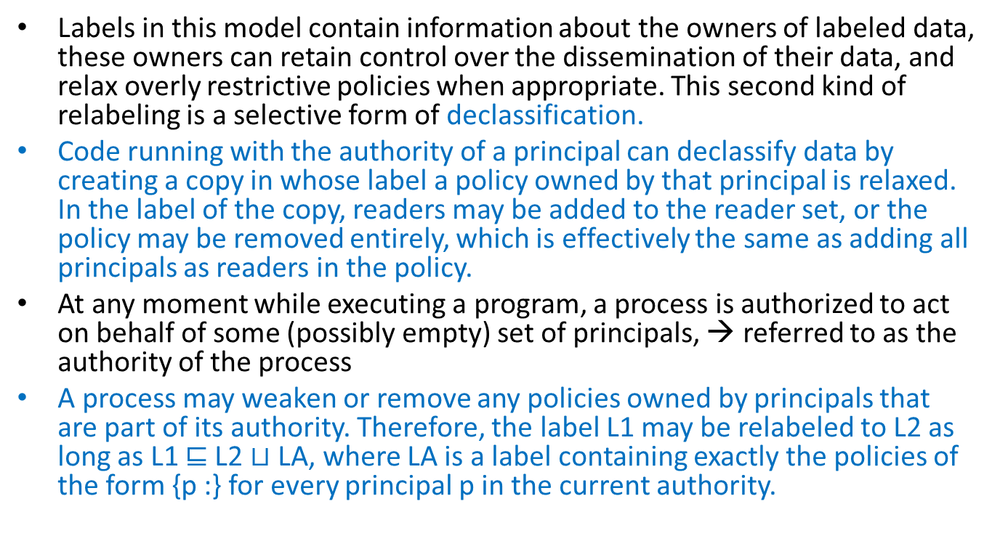 • Labels in this model contain information about the owners of labeled data,
these owners can retain control over the dissemination of their data, and
relax overly restrictive policies when appropriate. This second kind of
relabeling is a selective form of declassification.
• Code running with the authority of a principal can declassify data by
creating a copy in whose label a policy owned by that principal is relaxed.
In the label of the copy, readers may be added to the reader set, or the
policy may be removed entirely, which is effectively the same as adding all
principals as readers in the policy.
• At any moment while executing a program, a process is authorized to act
on behalf of some (possibly empty) set of principals, → referred to as the
authority of the process
• A process may weaken or remove any policies owned by principals that
are part of its authority. Therefore, the label L1 may be relabeled to L2 as
long as L1 ⊑ L2 ⊔ LA, where LA is a label containing exactly the policies of
the form {p :} for every principal p in the current authority.